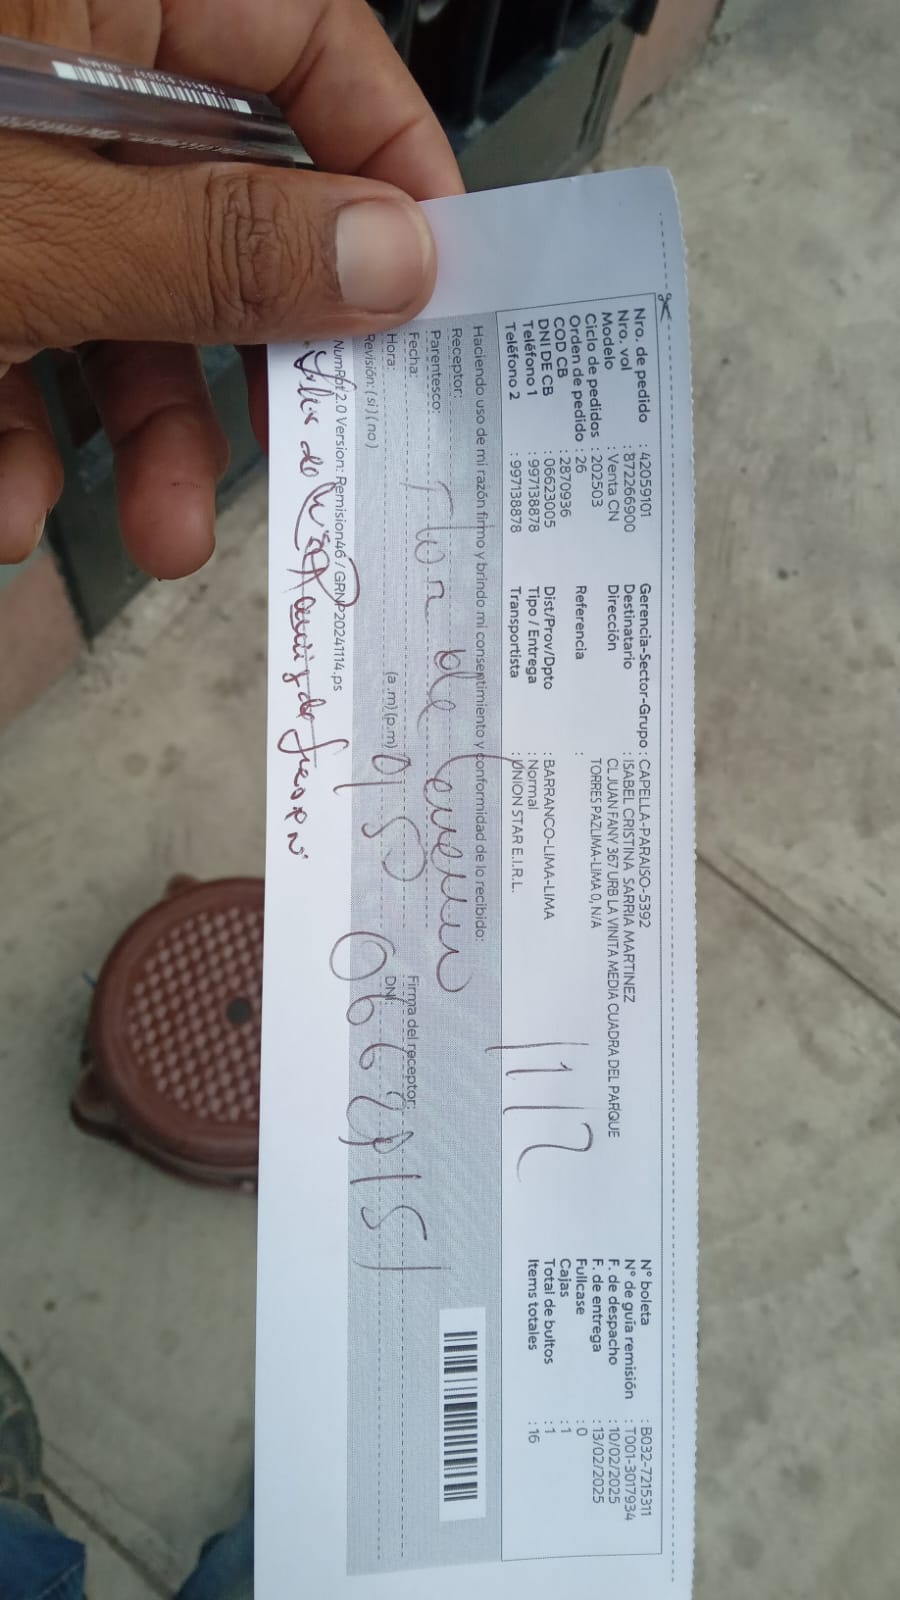 Nro. de pedido : 42059101
Nro. vol : 872266900
Modelo : Venta CN
Ciclo de pedidos : 202503
Orden de pedido : 26
COD CB : 2870936
DNI DE CB : 06623005
Teléfono 1 : 997138878
Teléfono 2 : 997138878
Gerencia-Sector-Grupo : CAPELLA-PARAISO-5392
Destinatario : ISABEL CRISTINA SARRIA MARTINEZ
Dirección : CL JUAN FANY 367 URB LA VINITA MEDIA CUADRA DEL PARQUE
TORRES PAZ LIMA-LIMA 0, N/A
Referencia :
Dist/Prov/Dpto : BARRANCO-LIMA-LIMA
Tipo / Entrega : Normal
Transportista : UNION STAR E.I.R.L.
N° boleta : B032-7215311
N° de guía remisión : T001-3017934
F. de despacho : 10/02/2025
F. de entrega : 13/02/2025
Fullcase : 0
Cajas : 1
Total de bultos : 1
Items totales : 16
1112
Haciendo uso de mi razón firmo y brindo mi consentimiento y conformidad de lo recibido:
Receptor:
Parentesco:
Fecha:
Firma del receptor:
Hora: (a.m)(p.m)
DNI:
Revisión: (si) (no)
NumRpt 2.0 Version: Remision46 / GRNP20241114.ps